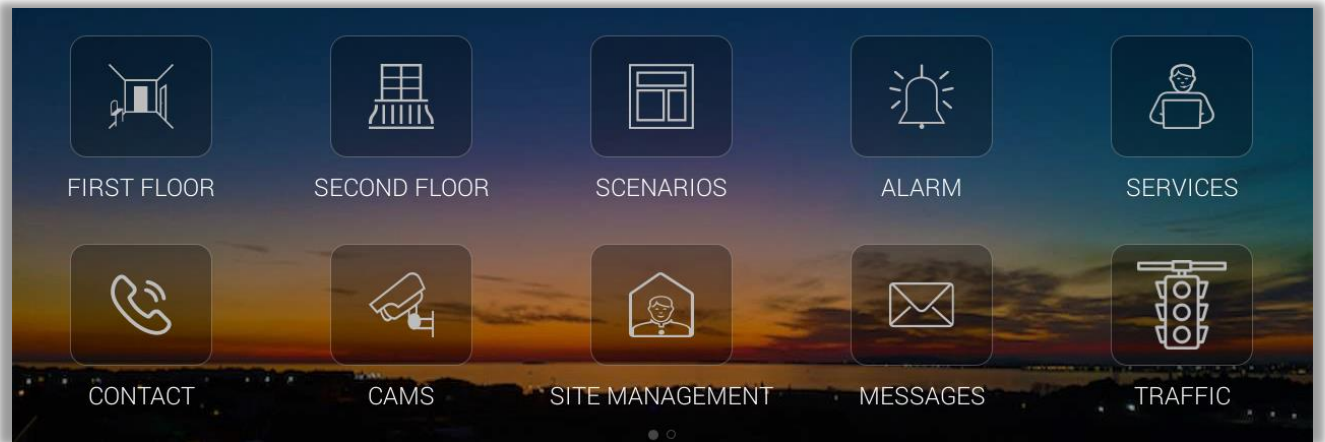 FIRST FLOOR
SECOND FLOOR
SCENARIOS
ALARM
SERVICES
CONTACT
CAMS
SITE MANAGEMENT
MESSAGES
TRAFFIC